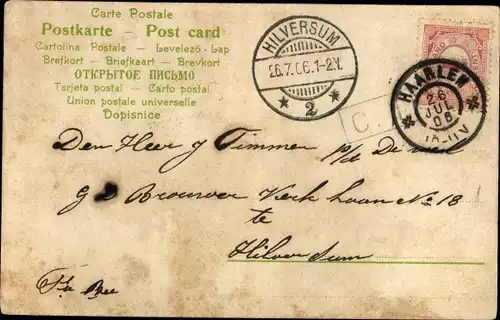 Carte Postale
Postkarte - Post card
Cartolina Postale - Levelező-Lap
Brefkort - Briefkaart - Brevkort
ОТКРЫТОЕ ПИСЬМО
Tarjeta postal - Carto postal
Union postale universelle
Dopisnice
HILVERSUM
26.7.06.1-2N.
2
HAARLEM
26
JUL
06
Den Heer J Timmer p/a De
G Brouwer Kerk laan No 18
te
Hilversum